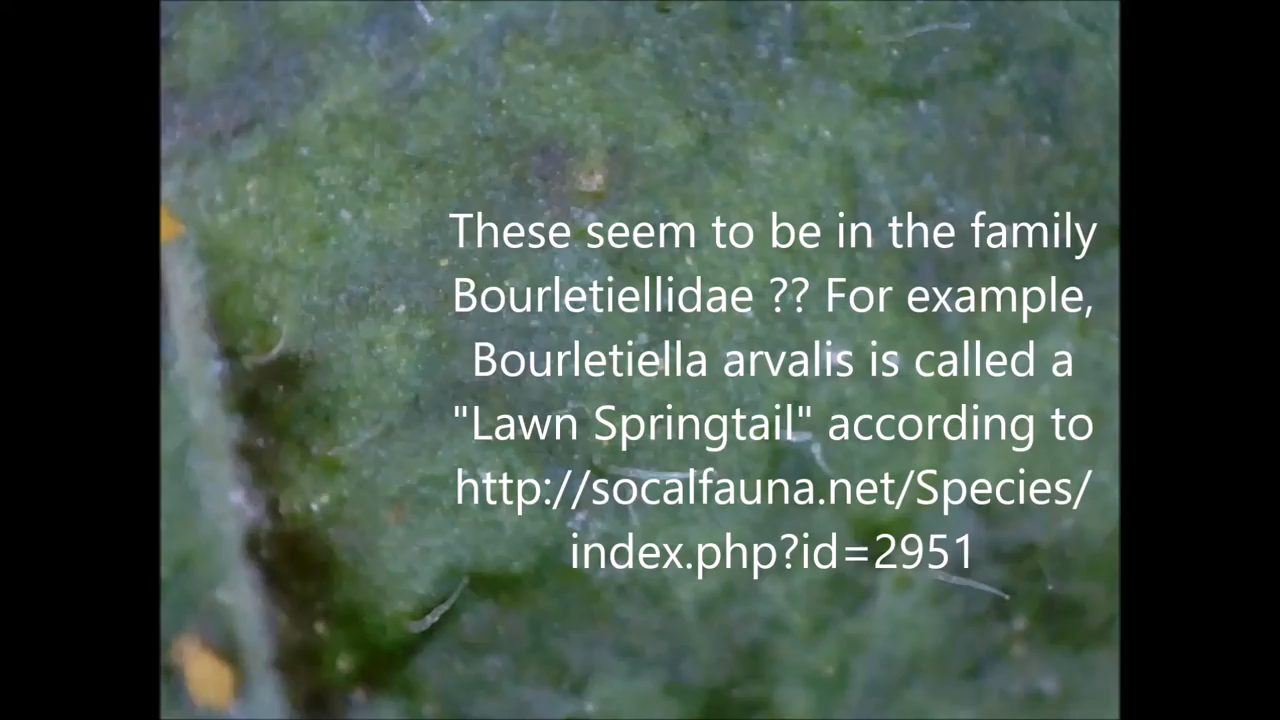 These seem to be in the family
Bourletiellidae ?? For example,
Bourletiella arvalis is called a
"Lawn Springtail" according to
http://socalfauna.net/Species/
index.php?id=2951